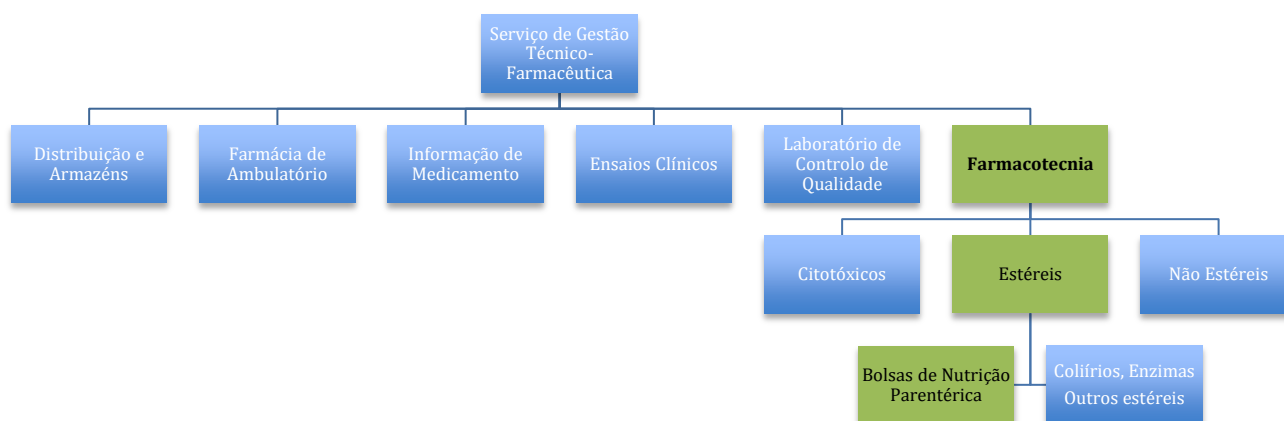 Serviço de Gestão
Técnico-
Farmacêutica
Distribuição e
Armazéns
Farmácia de
Ambulatório
Informação de
Medicamento
Ensaios Clínicos
Laboratório de
Controlo de
Qualidade
Farmacotecnia
Citotóxicos
Estéreis
Não Estéreis
Bolsas de Nutrição
Parentérica
Coliírios, Enzimas
Outros estéreis